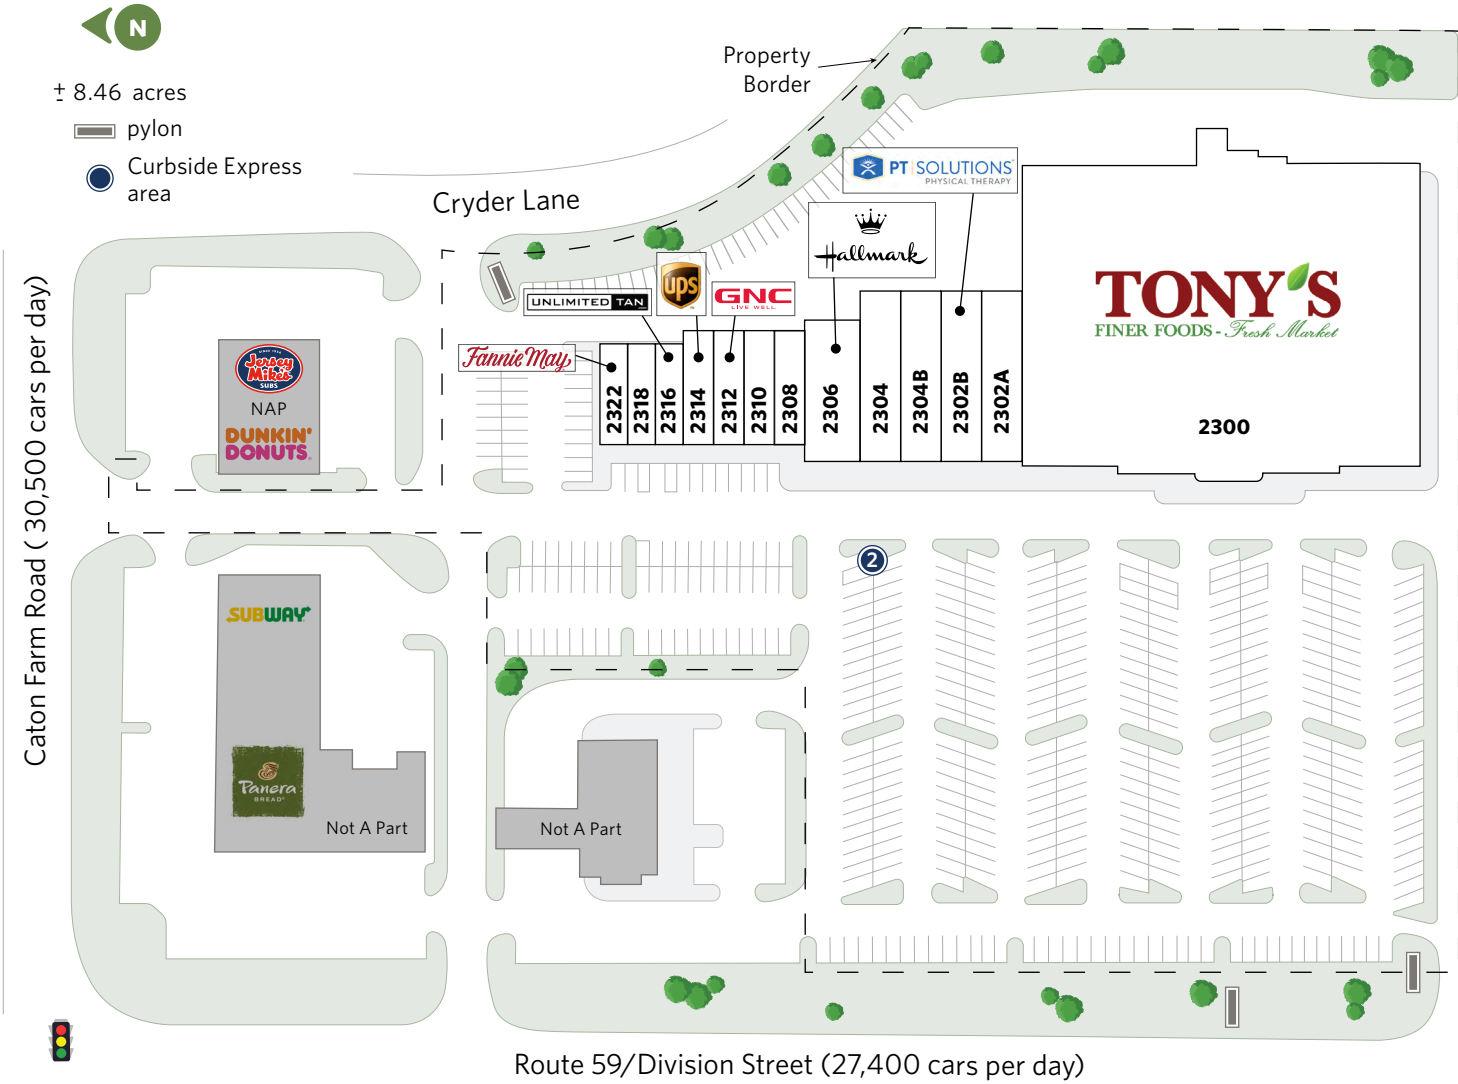 N
± 8.46 acres
pylon
Curbside Express
area
Property
Border
Cryder Lane
PT SOLUTIONS
PHYSICAL THERAPY
Hallmark
ups
UNLIMITED TAN
GNC
LIVE WELL
Fannie May
TONY'S
FINER FOODS - Fresh Market
SINCE 1956
Jersey
Mike's
SUBS
NAP
DUNKIN'
DONUTS
2322
2318
2316
2314
2312
2310
2308
2306
2304
2304B
2302B
2302A
2300
2
Caton Farm Road ( 30,500 cars per day)
SUBWAY
Panera
BREAD
Not A Part
Not A Part
Route 59/Division Street (27,400 cars per day)